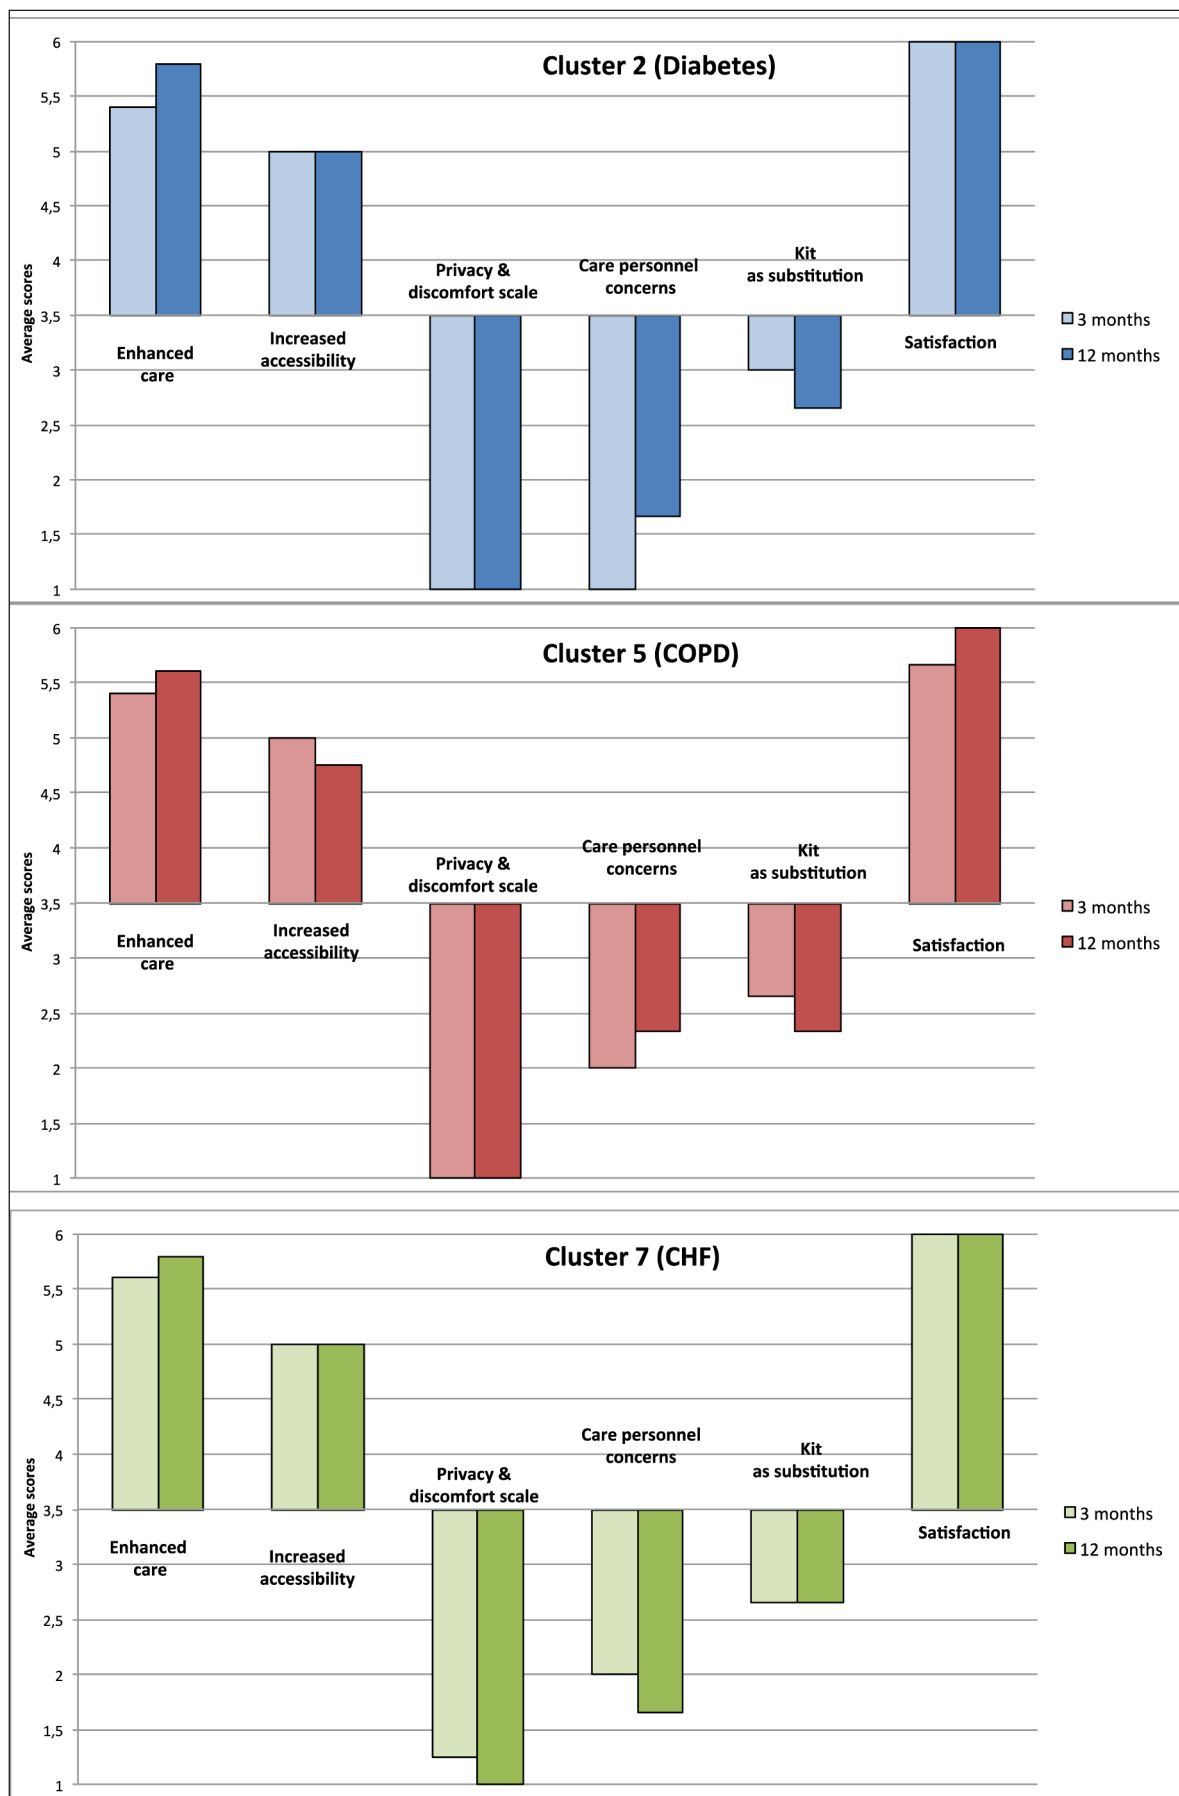 Cluster 2 (Diabetes)
6
5,5
5
4,5
4
3,5
3
2,5
2
1,5
1
Average scores
Enhanced
care
Increased
accessibility
Privacy &
discomfort scale
Care personnel
concerns
Kit
as substitution
Satisfaction
3 months
12 months
Cluster 5 (COPD)
6
5,5
5
4,5
4
3,5
3
2,5
2
1,5
1
Average scores
Enhanced
care
Increased
accessibility
Privacy &
discomfort scale
Care personnel
concerns
Kit
as substitution
Satisfaction
3 months
12 months
Cluster 7 (CHF)
6
5,5
5
4,5
4
3,5
3
2,5
2
1,5
1
Average scores
Enhanced
care
Increased
accessibility
Privacy &
discomfort scale
Care personnel
concerns
Kit
as substitution
Satisfaction
3 months
12 months